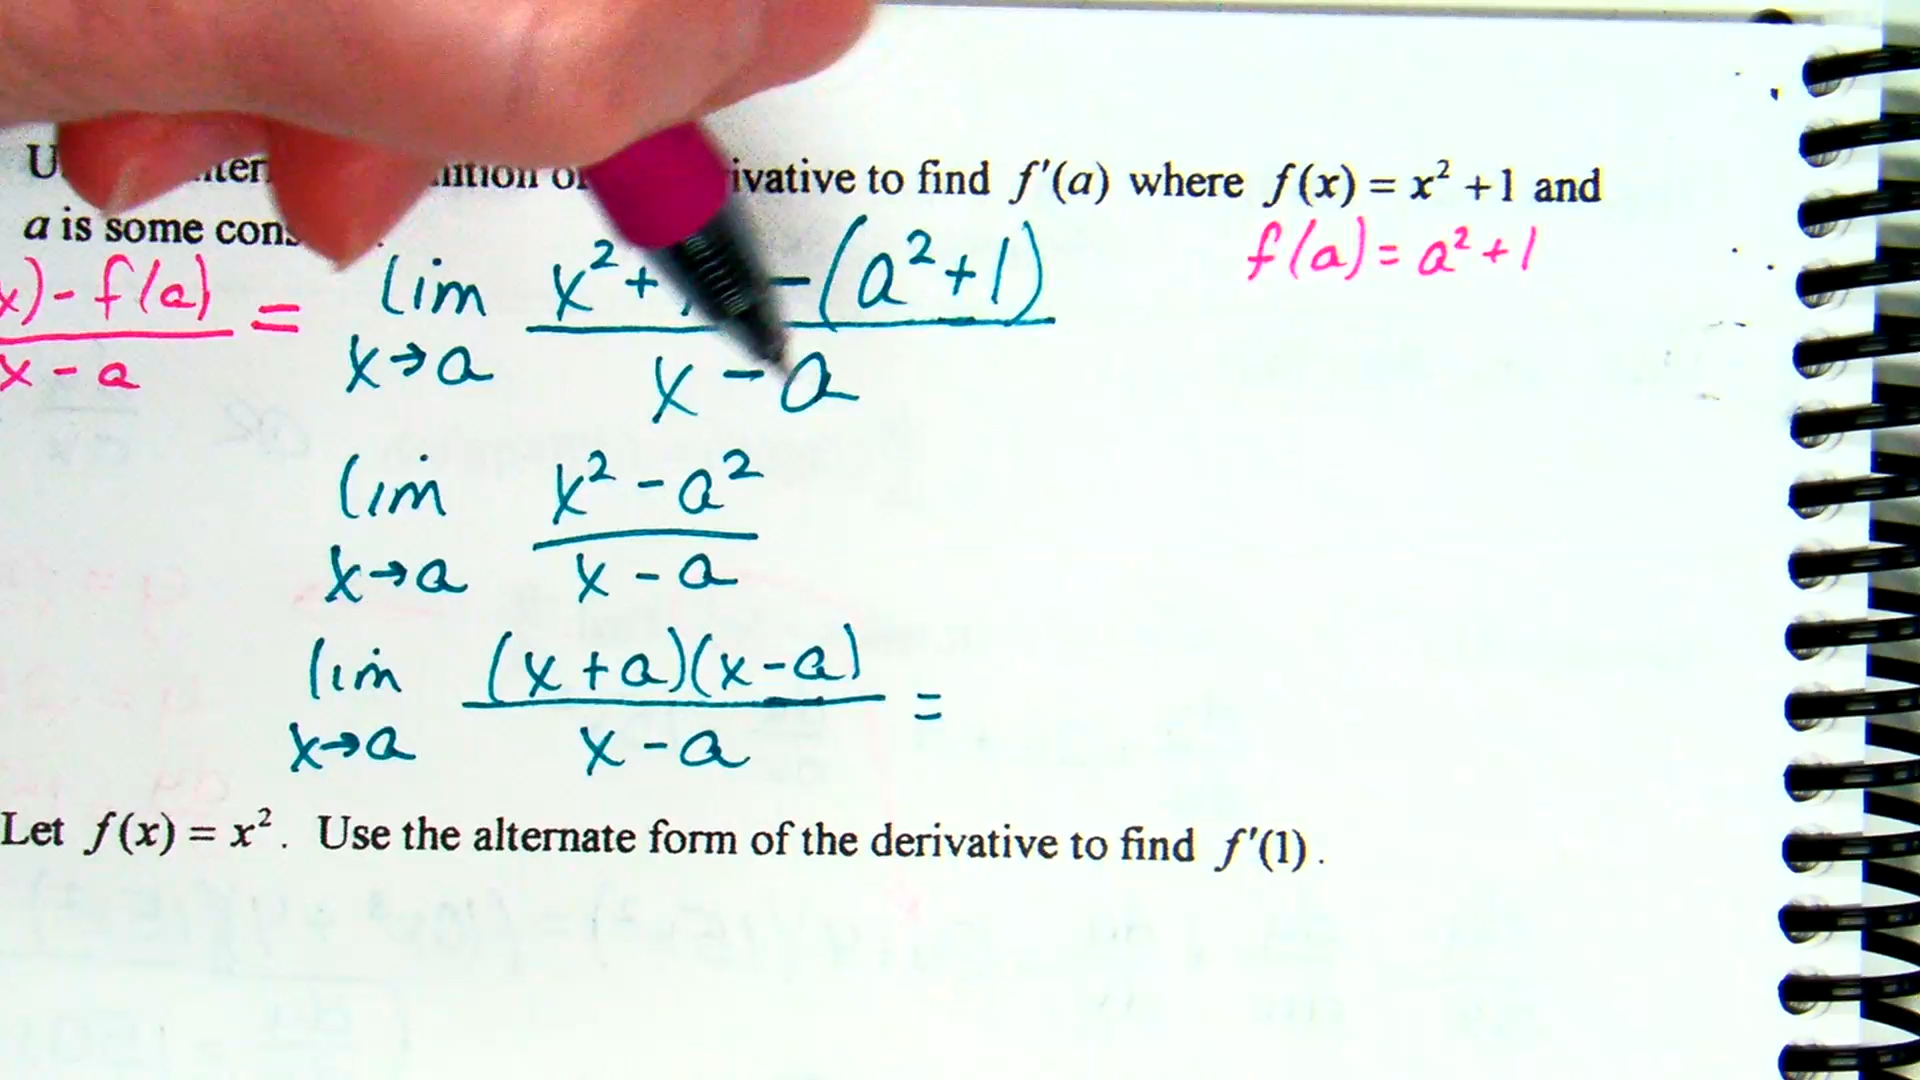 ivative to find f'(a) where f(x) = x² + 1 and
a is some
f(a) = a² + 1
x) - f(a) / x - a = lim x→a x² + - (a² + 1) / x - a
lim x→a x² - a² / x - a
lim x→a (x + a)(x - a) / x - a =
Let f(x) = x². Use the alternate form of the derivative to find f'(1).